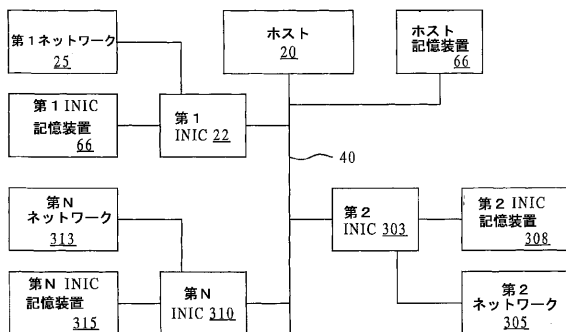 第1ネットワーク
25
ホスト
20
ホスト
記憶装置
66
第1 INIC
記憶装置
66
第1
INIC 22
40
第N
ネットワーク
313
第2
INIC 303
第2 INIC
記憶装置
308
第N INIC
記憶装置
315
第N
INIC 310
第2
ネットワーク
305